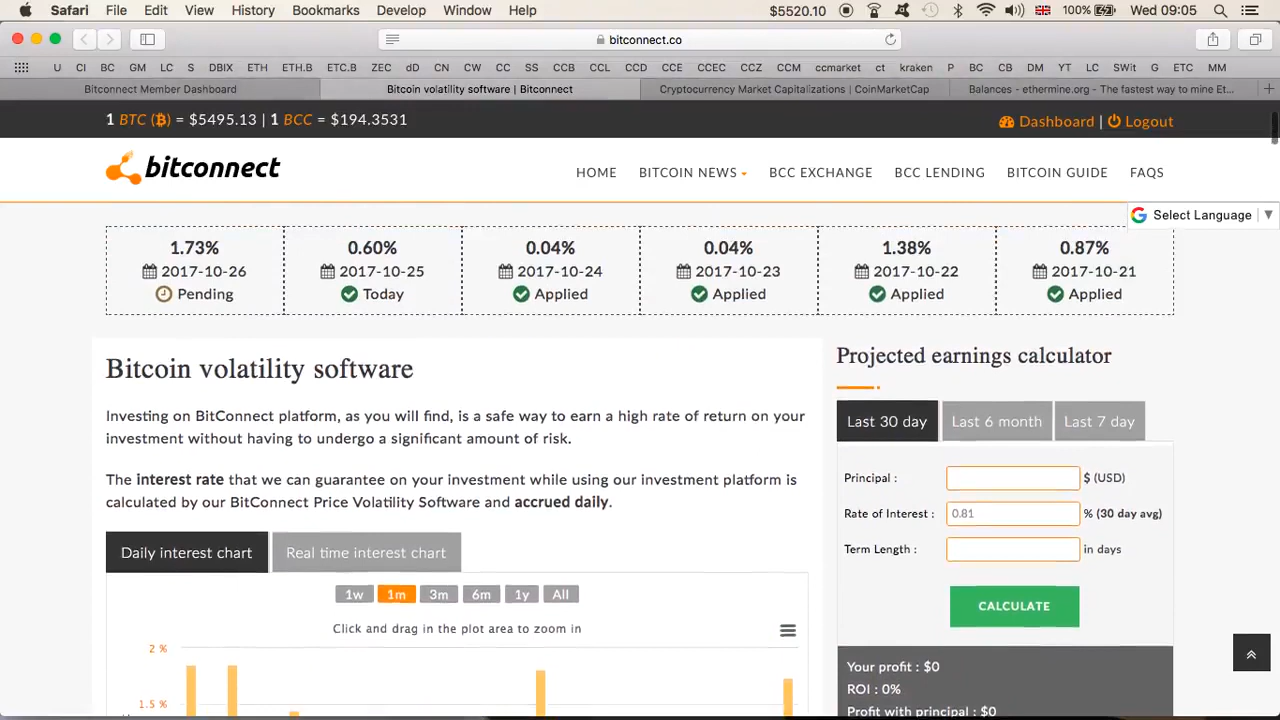 Safari File Edit View History Bookmarks Develop Window Help $5520.10 100% Wed 09:05
bitconnect.co
U CI BC GM LC S DBIX ETH ETH.B ETC.B ZEC dD CN CW CC SS CCB CCL CCD CCE CCEC CCZ CCM ccmarket ct kraken P BC CB DM YT LC SWit G ETC MM
Bitconnect Member Dashboard Bitcoin volatility software | Bitconnect Cryptocurrency Market Capitalizations | CoinMarketCap Balances - ethermine.org - The fastest way to mine Et...
1 BTC (₿) = $5495.13 | 1 BCC = $194.3531 Dashboard | Logout
bitconnect HOME BITCOIN NEWS BCC EXCHANGE BCC LENDING BITCOIN GUIDE FAQS
G Select Language ▼
1.73% 0.60% 0.04% 0.04% 1.38% 0.87%
2017-10-26 2017-10-25 2017-10-24 2017-10-23 2017-10-22 2017-10-21
Pending Today Applied Applied Applied Applied
Bitcoin volatility software
Investing on BitConnect platform, as you will find, is a safe way to earn a high rate of return on your
investment without having to undergo a significant amount of risk.
The interest rate that we can guarantee on your investment while using our investment platform is
calculated by our BitConnect Price Volatility Software and accrued daily.
Daily interest chart Real time interest chart
1w 1m 3m 6m 1y All
Click and drag in the plot area to zoom in
2 %
1.5 %
Projected earnings calculator
Last 30 day Last 6 month Last 7 day
Principal : $ (USD)
Rate of Interest : 0.81 % (30 day avg)
Term Length : in days
CALCULATE
Your profit : $0
ROI : 0%
Profit with principal : $0